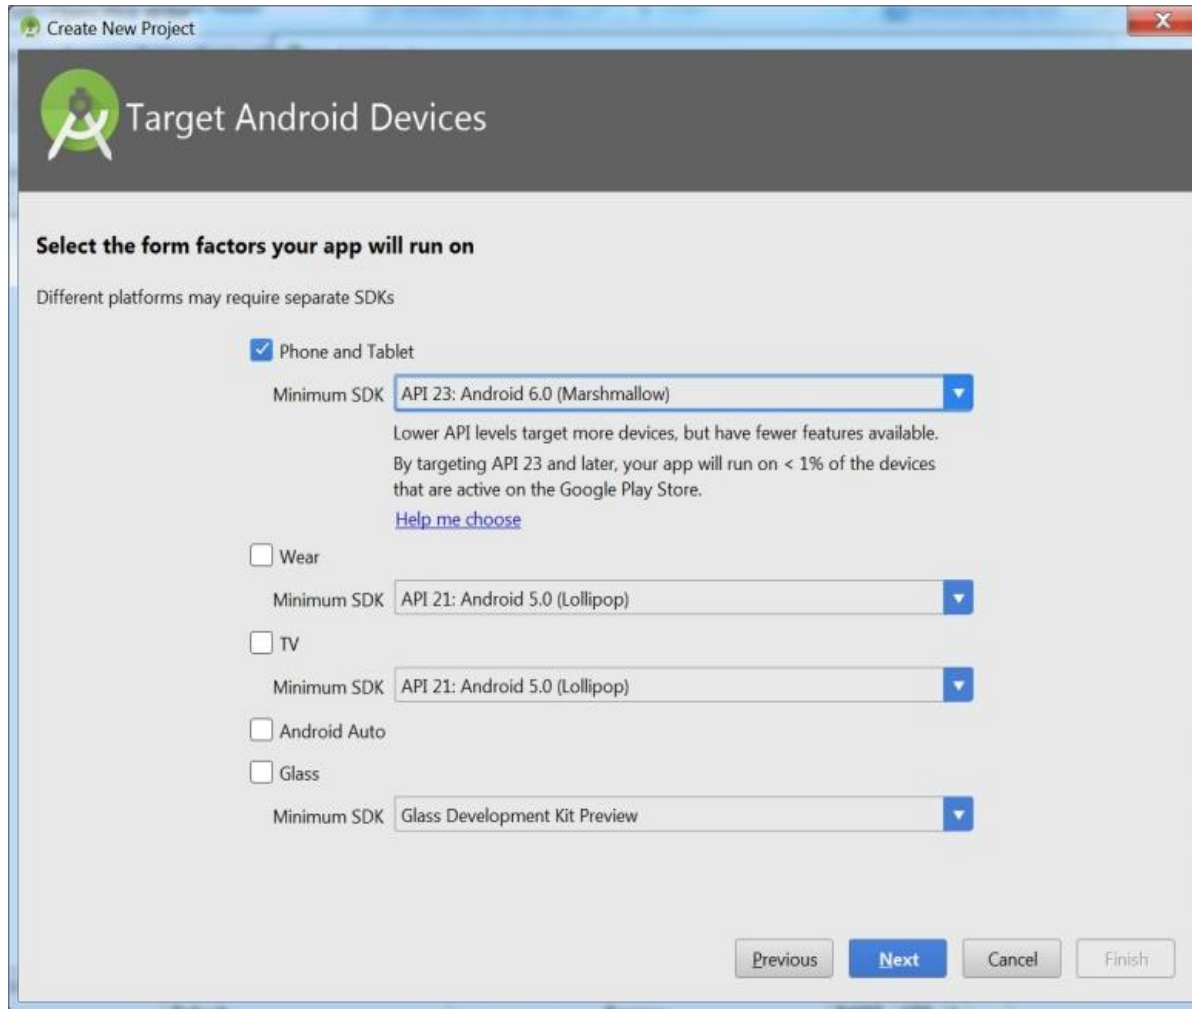 Create New Project
Target Android Devices
Select the form factors your app will run on
Different platforms may require separate SDKs
Phone and Tablet
Minimum SDK API 23: Android 6.0 (Marshmallow)
Lower API levels target more devices, but have fewer features available.
By targeting API 23 and later, your app will run on < 1% of the devices
that are active on the Google Play Store.
Help me choose
Wear
Minimum SDK API 21: Android 5.0 (Lollipop)
TV
Minimum SDK API 21: Android 5.0 (Lollipop)
Android Auto
Glass
Minimum SDK Glass Development Kit Preview
Previous Next Cancel Finish